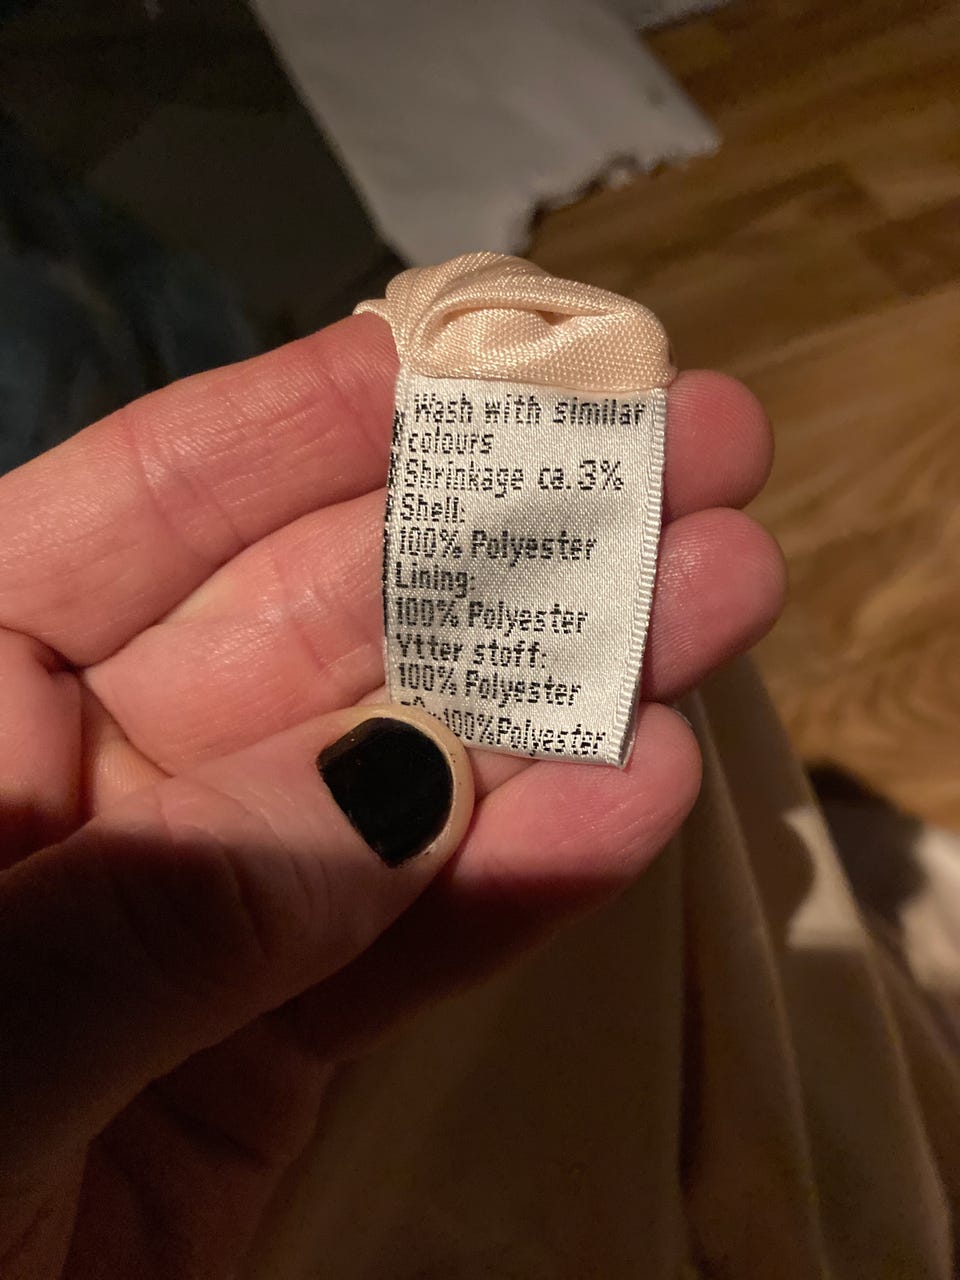 Wash with similar
colours
Shrinkage ca. 3%
Shell:
100% Polyester
Lining:
100% Polyester
Ytter stoff:
100% Polyester
100% Polyester